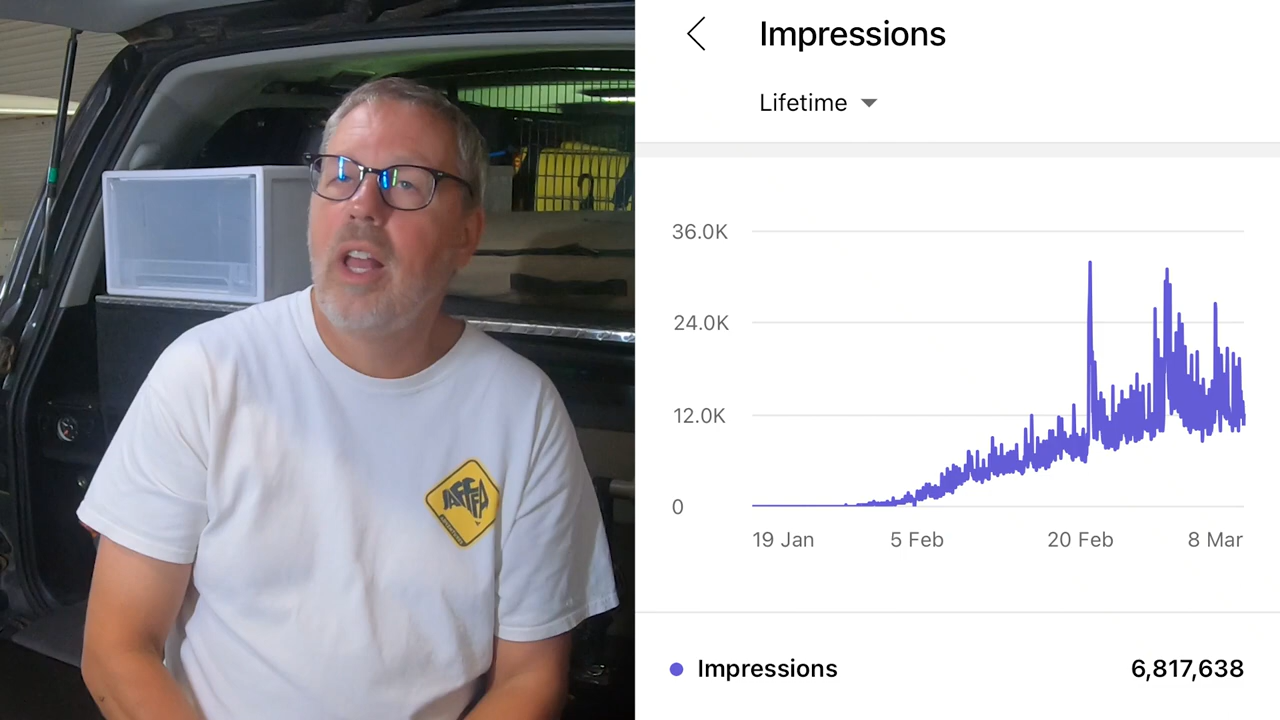 Impressions
Lifetime
36.0K
24.0K
12.0K
0
19 Jan
5 Feb
20 Feb
8 Mar
Impressions
6,817,638